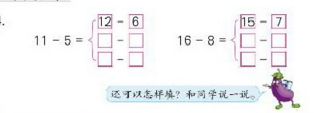 12 - 6
11 - 5 = □ - □
□ - □
15 - 7
16 - 8 = □ - □
□ - □
还可以怎样填？和同学说一说。